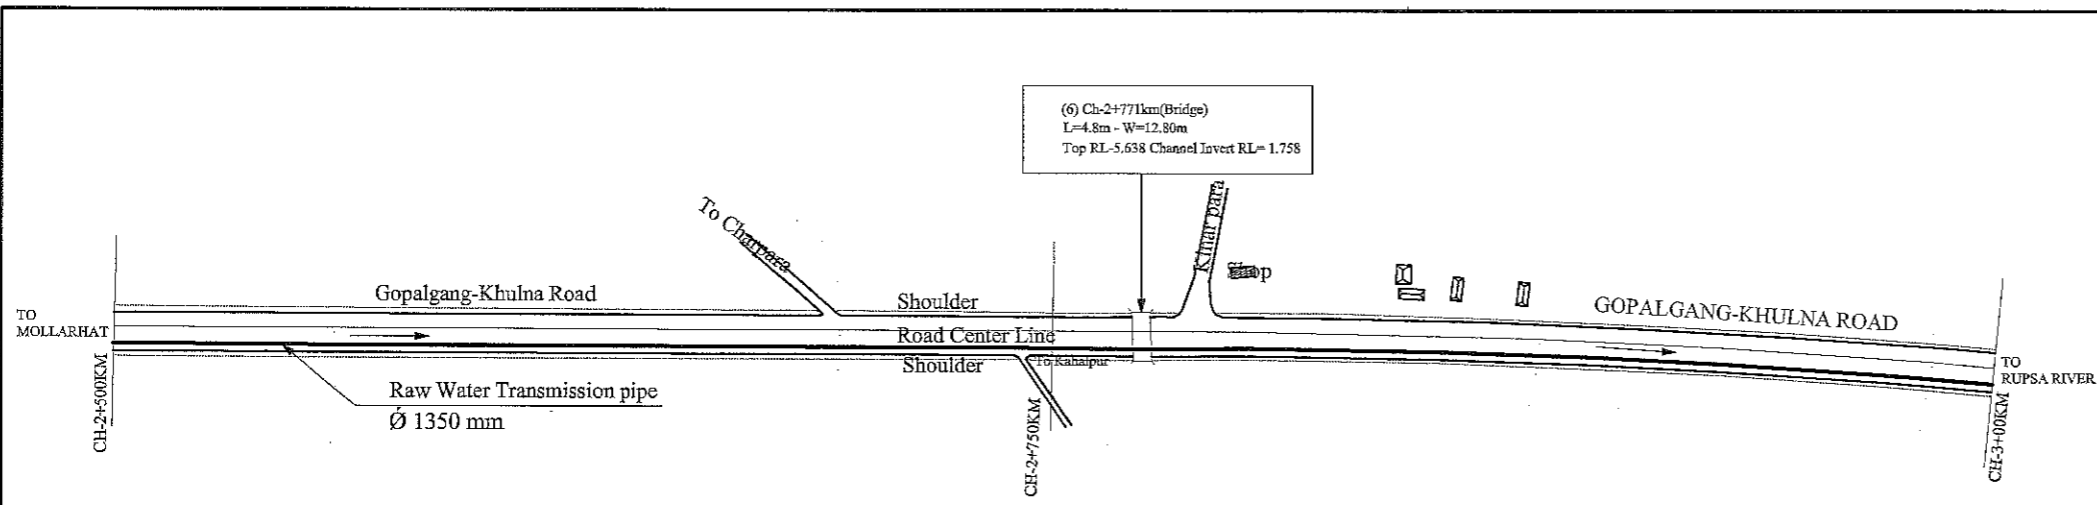 (6) Ch-2+771km(Bridge)
L=4.8m - W=12.80m
Top RL-5.638 Channel Invert RL= 1.758
To Charpara
Kinar para
Shop
Gopalgang-Khulna Road
Shoulder
GOPALGANG-KHULNA ROAD
TO
MOLLARHAT
Road Center Line
Shoulder
To Kahaipur
TO
RUPSA RIVER
Raw Water Transmission pipe
Ǿ 1350 mm
CH-2+500KM
CH-2+750KM
CH-3+00KM